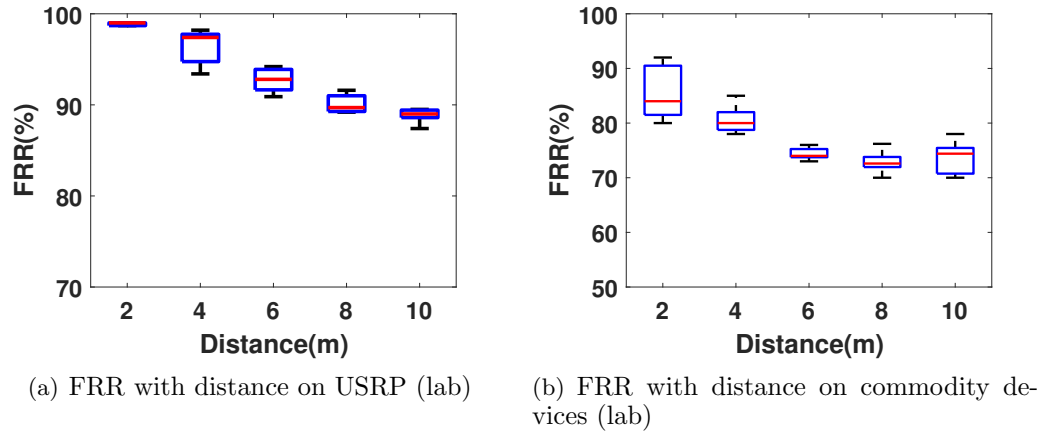 100
90
80
70
FRR(%)
2 4 6 8 10
Distance(m)
(a) FRR with distance on USRP (lab)
100
90
80
70
60
50
FRR(%)
2 4 6 8 10
Distance(m)
(b) FRR with distance on commodity de-
vices (lab)